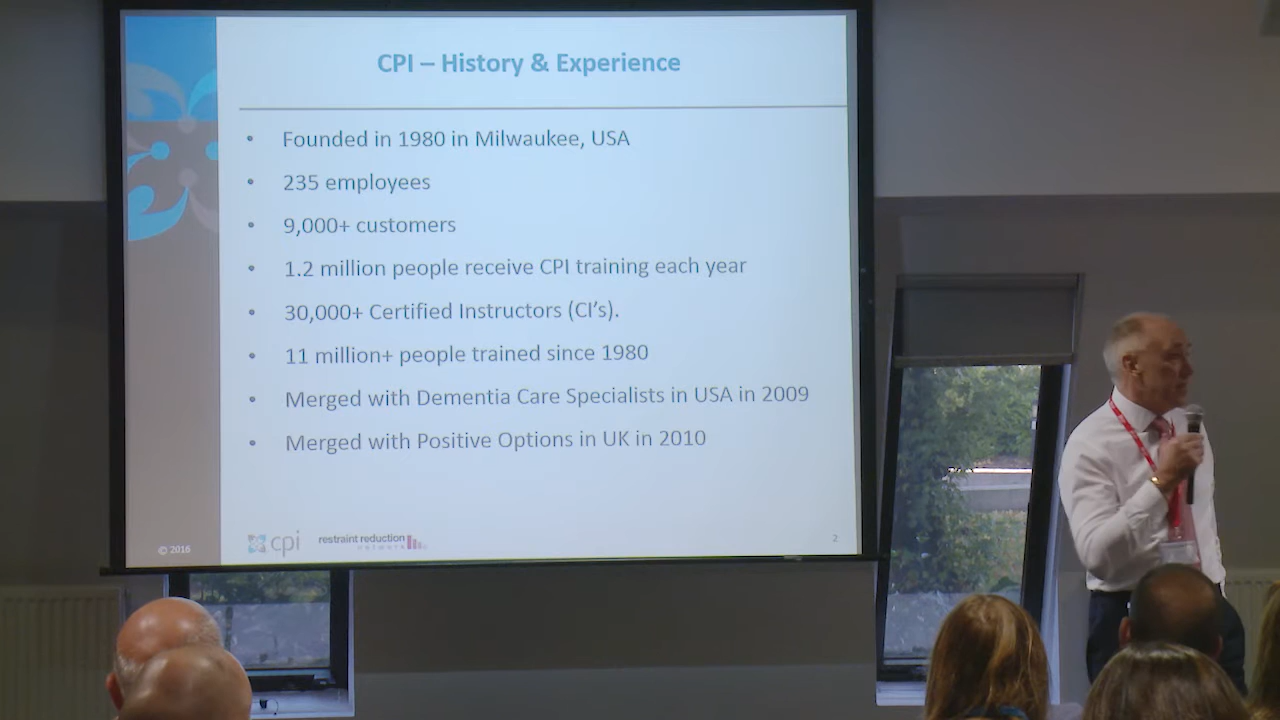 CPI – History & Experience
• Founded in 1980 in Milwaukee, USA
• 235 employees
• 9,000+ customers
• 1.2 million people receive CPI training each year
• 30,000+ Certified Instructors (CI's).
• 11 million+ people trained since 1980
• Merged with Dementia Care Specialists in USA in 2009
• Merged with Positive Options in UK in 2010
© 2016
cpi
restraint reduction
network
2